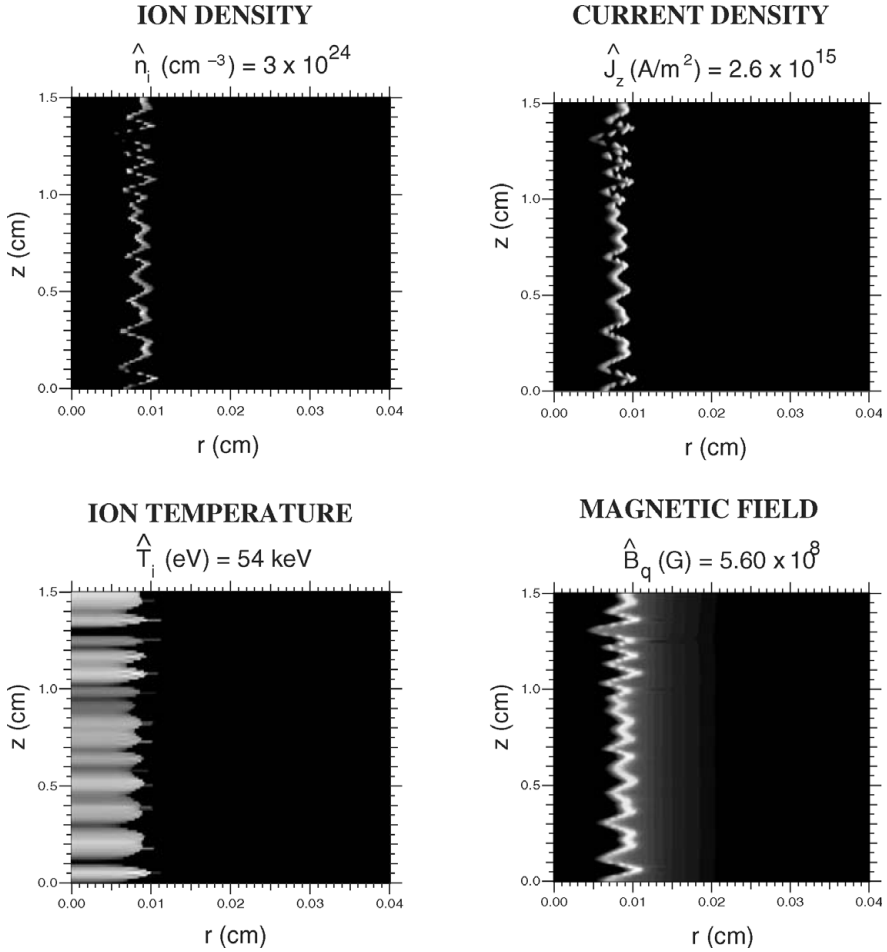 ION DENSITY
n̂_i (cm⁻³) = 3 x 10²⁴
1.5
1.0
0.5
0.0
z (cm)
0.00 0.01 0.02 0.03 0.04
r (cm)
CURRENT DENSITY
Ĵ_z (A/m²) = 2.6 x 10¹⁵
1.5
1.0
0.5
0.0
z (cm)
0.00 0.01 0.02 0.03 0.04
r (cm)
ION TEMPERATURE
T̂_i (eV) = 54 keV
1.5
1.0
0.5
0.0
z (cm)
0.00 0.01 0.02 0.03 0.04
r (cm)
MAGNETIC FIELD
B̂_q (G) = 5.60 x 10⁸
1.5
1.0
0.5
0.0
z (cm)
0.00 0.01 0.02 0.03 0.04
r (cm)